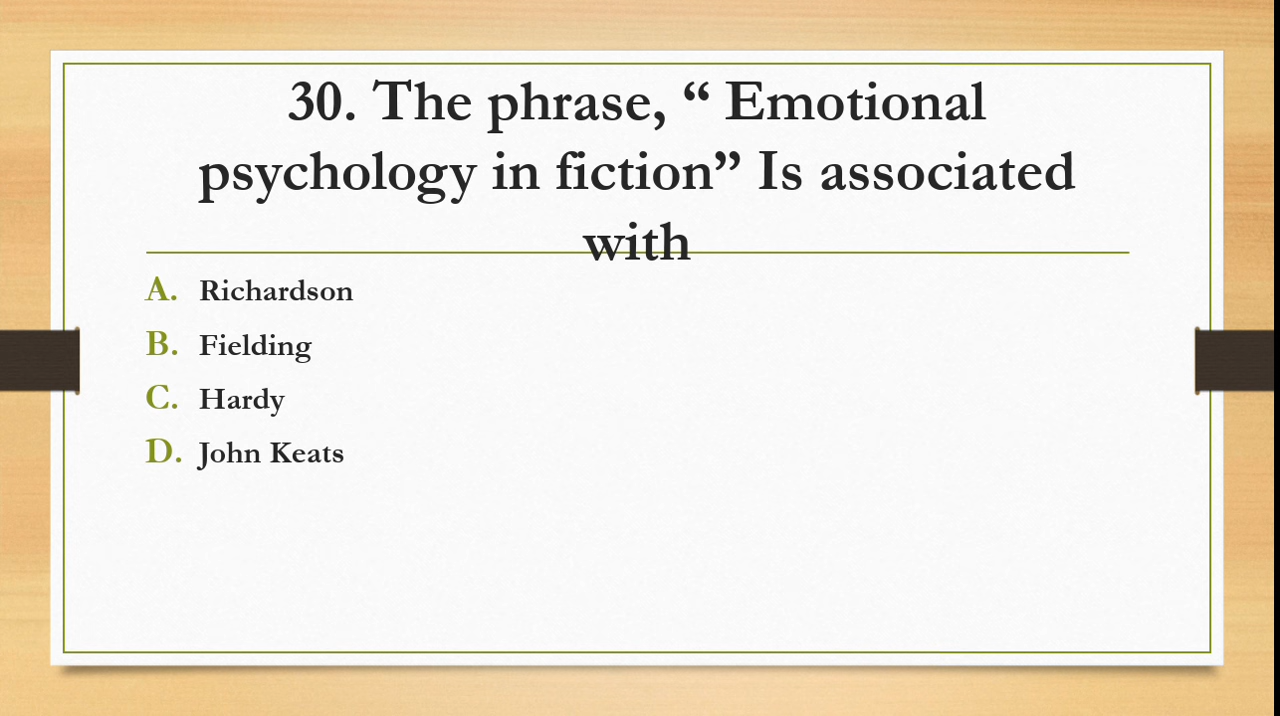 30. The phrase, “ Emotional
psychology in fiction” Is associated
with
A. Richardson
B. Fielding
C. Hardy
D. John Keats